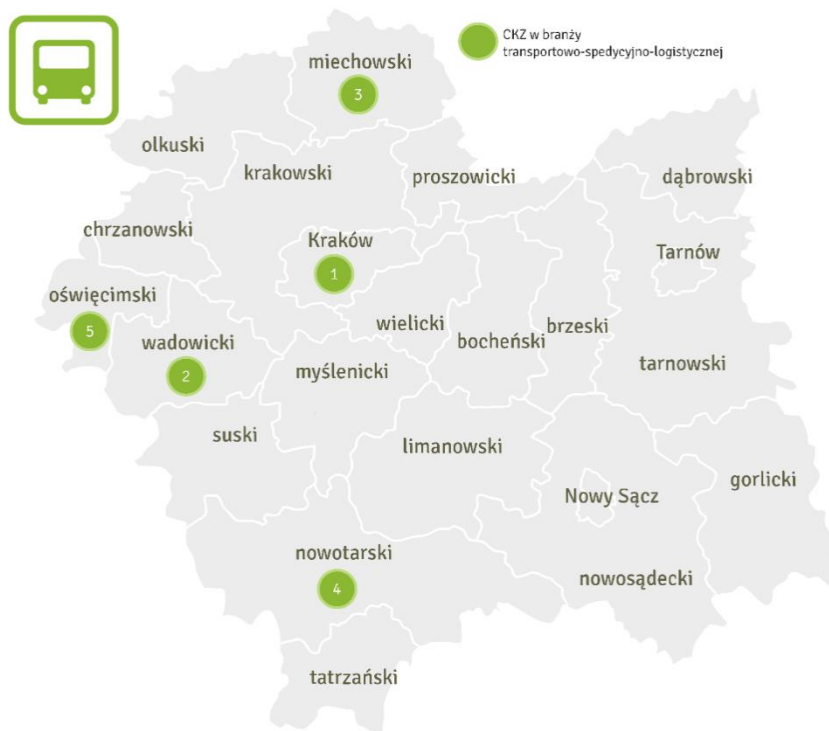 CKZ w branży
transportowo-spedycyjno-logistycznej
miechowski
3
olkuski
krakowski
proszowicki
dąbrowski
chrzanowski
Kraków
1
Tarnów
oświęcimski
5
wadowicki
2
wielicki
bocheński
brzeski
myślenicki
tarnowski
suski
limanowski
gorlicki
Nowy Sącz
nowotarski
4
nowosądecki
tatrzański